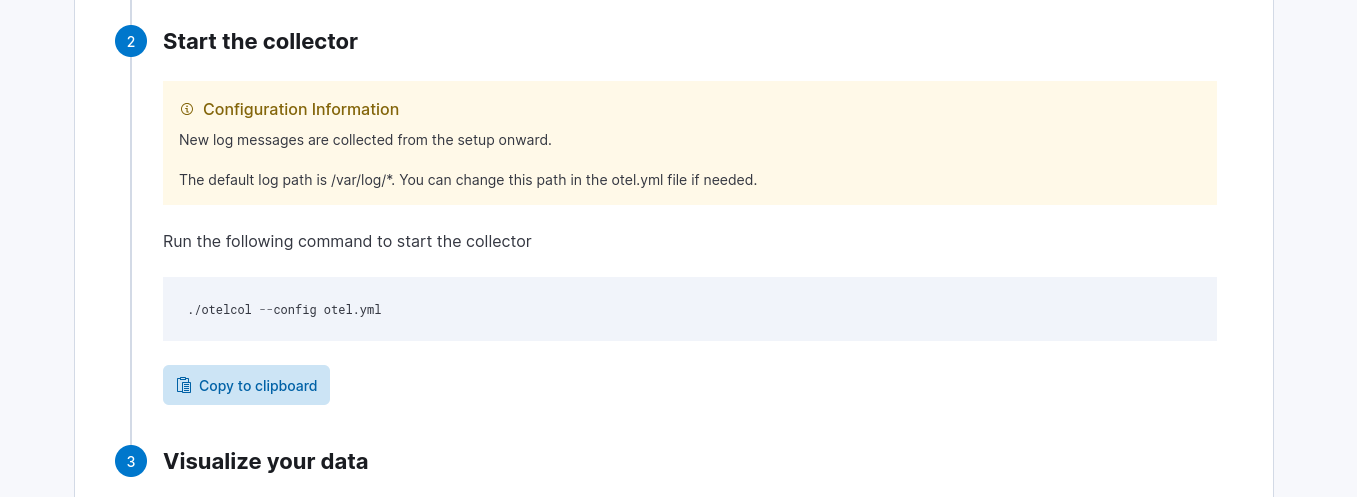 2 Start the collector
Configuration Information
New log messages are collected from the setup onward.
The default log path is /var/log/*. You can change this path in the otel.yml file if needed.
Run the following command to start the collector
./otelcol --config otel.yml
Copy to clipboard
3 Visualize your data